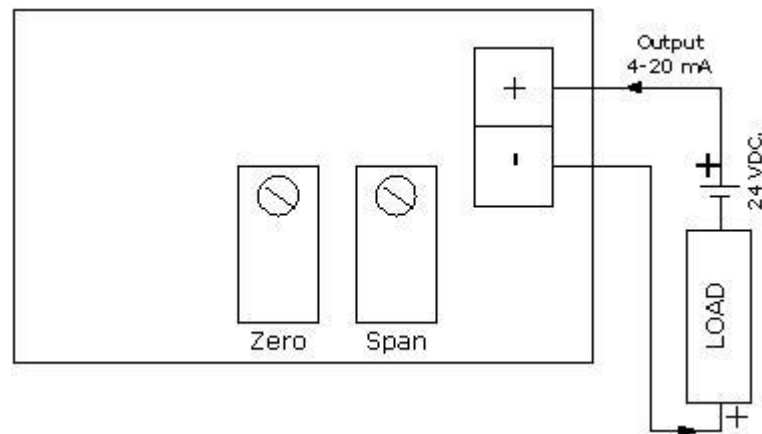 Output
4-20 mA
+
-
+
24 VDC.
LOAD
+
Zero
Span